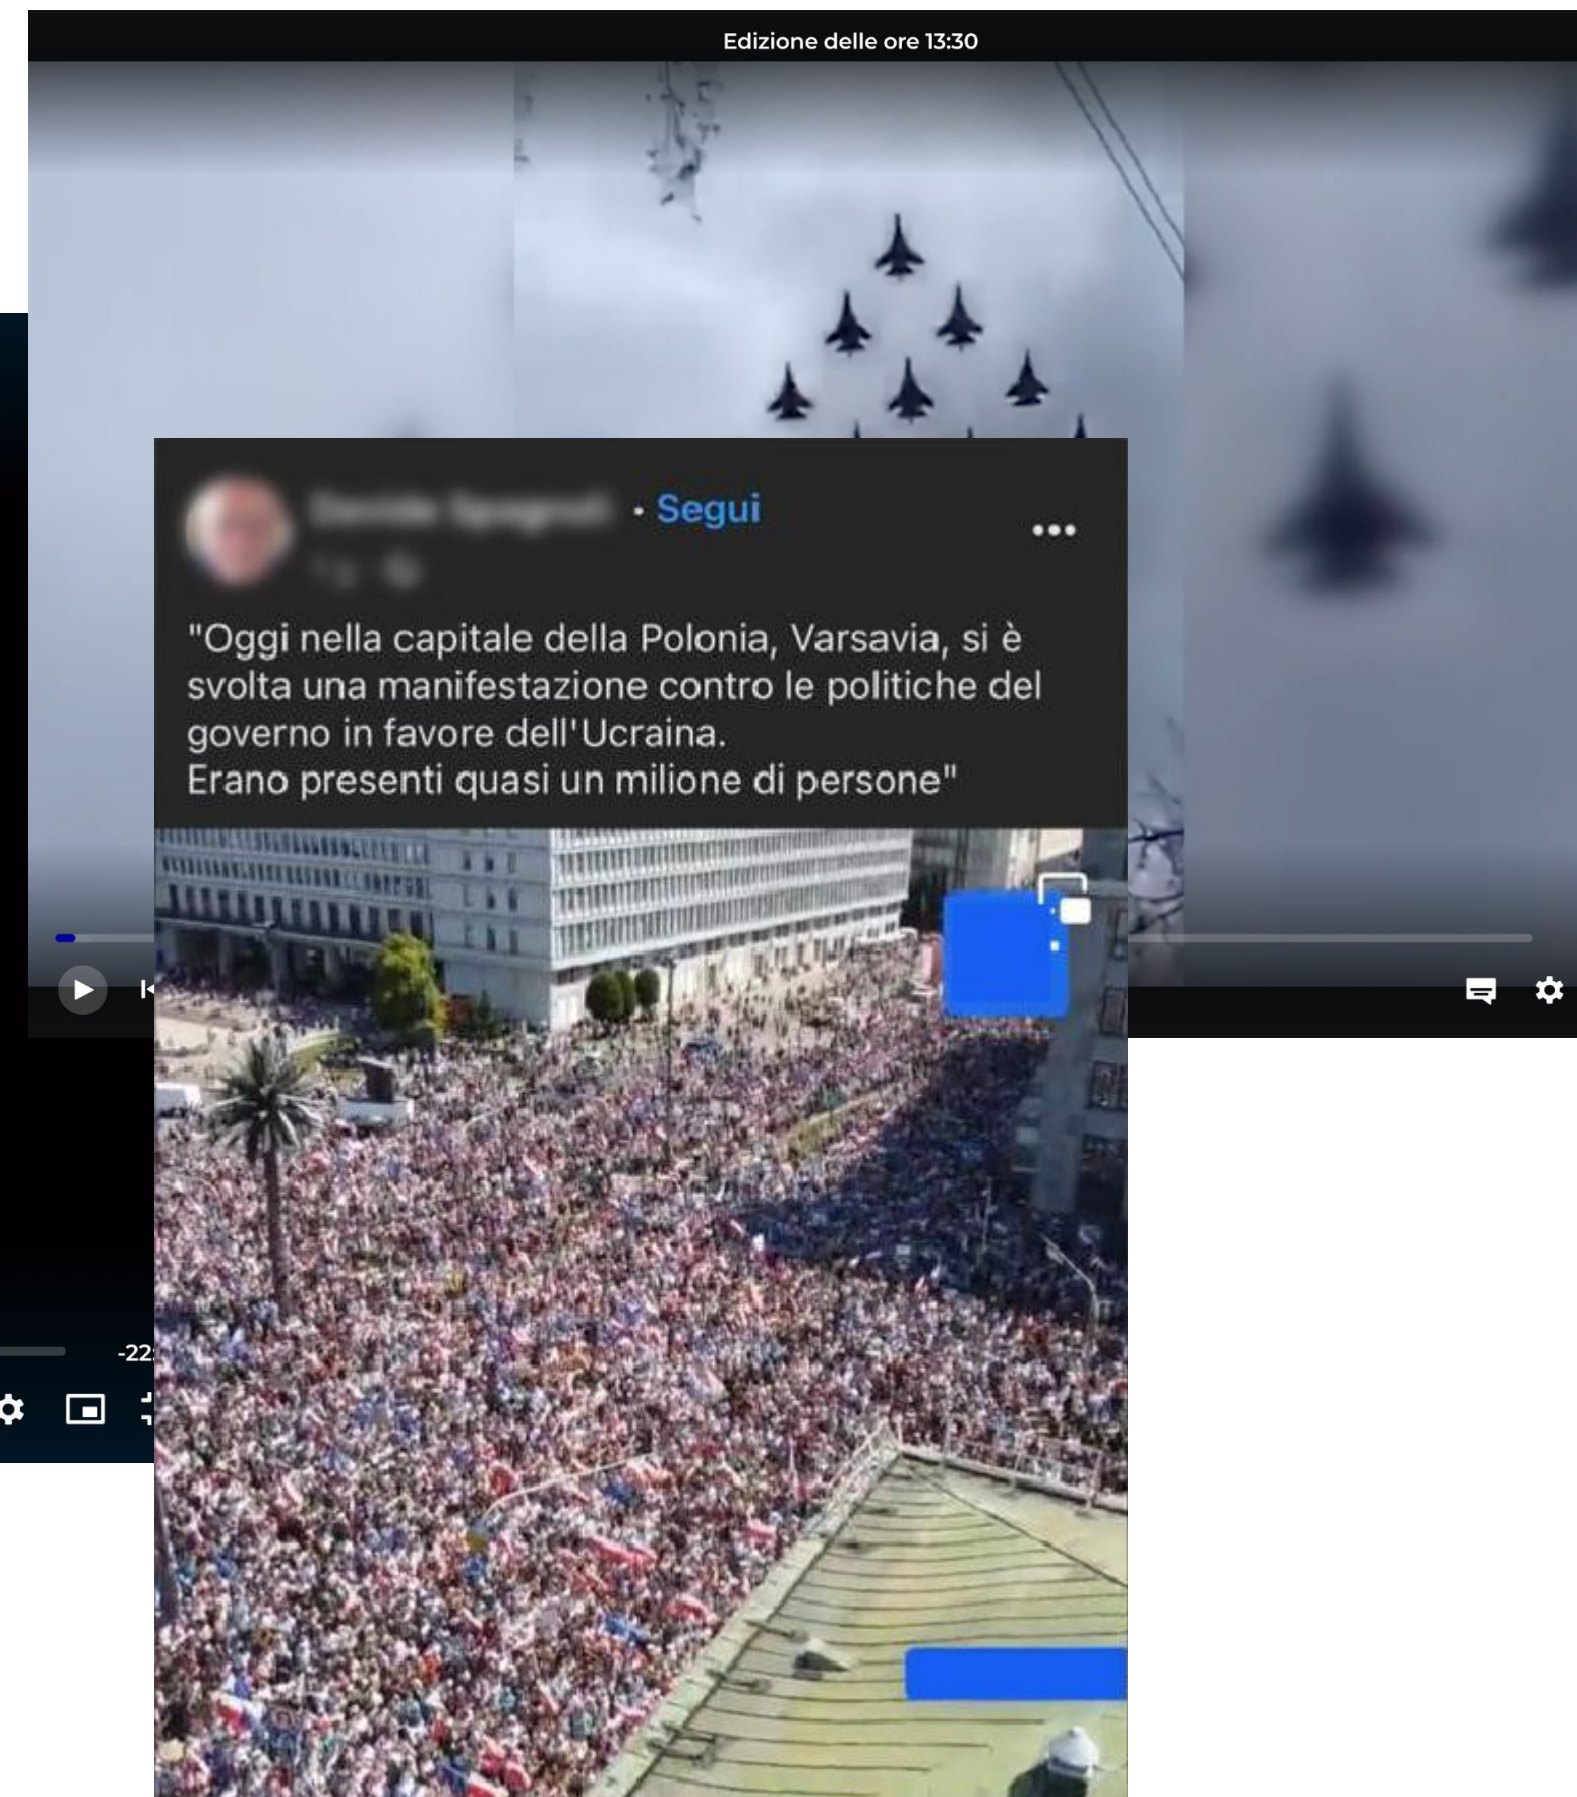 Edizione delle ore 13:30
• Segui
"Oggi nella capitale della Polonia, Varsavia, si è
svolta una manifestazione contro le politiche del
governo in favore dell'Ucraina.
Erano presenti quasi un milione di persone"
-22: